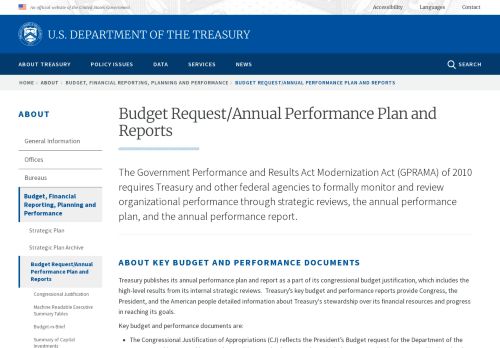 An official website of the United States Government
Accessibility Languages Contact
U.S. DEPARTMENT OF THE TREASURY
ABOUT TREASURY POLICY ISSUES DATA SERVICES NEWS SEARCH
HOME › ABOUT › BUDGET, FINANCIAL REPORTING, PLANNING AND PERFORMANCE › BUDGET REQUEST/ANNUAL PERFORMANCE PLAN AND REPORTS
ABOUT
General Information
Offices
Bureaus
Budget, Financial
Reporting, Planning and
Performance
Strategic Plan
Strategic Plan Archive
Budget Request/Annual
Performance Plan and
Reports
Congressional Justification
Machine Readable Executive
Summary Tables
Budget-in-Brief
Summary of Capital
Investments
Budget Request/Annual Performance Plan and
Reports
The Government Performance and Results Act Modernization Act (GPRAMA) of 2010
requires Treasury and other federal agencies to formally monitor and review
organizational performance through strategic reviews, the annual performance
plan, and the annual performance report.
ABOUT KEY BUDGET AND PERFORMANCE DOCUMENTS
Treasury publishes its annual performance plan and report as a part of its congressional budget justification, which includes the
high-level results from its internal strategic reviews. Treasury's key budget and performance reports provide Congress, the
President, and the American people detailed information about Treasury's stewardship over its financial resources and progress
in reaching its goals.
Key budget and performance documents are:
• The Congressional Justification of Appropriations (CJ) reflects the President's Budget request for the Department of the